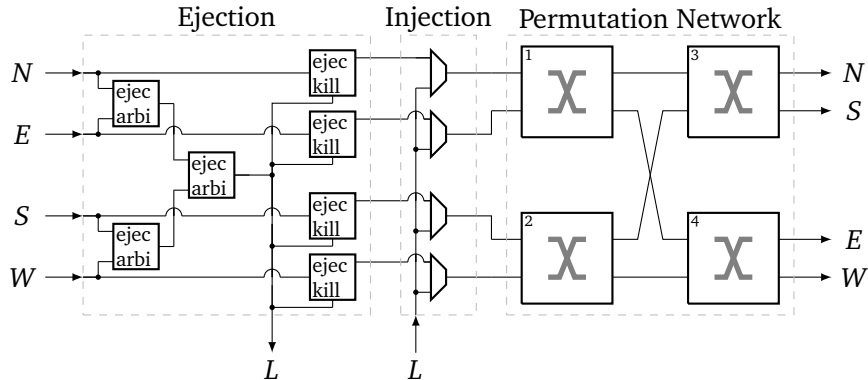 Ejection Injection Permutation Network
N ejec kill 1 3 N
ejec arbi S
E ejec kill
ejec arbi
S ejec kill 2 4 E
ejec arbi
W ejec kill W
L L